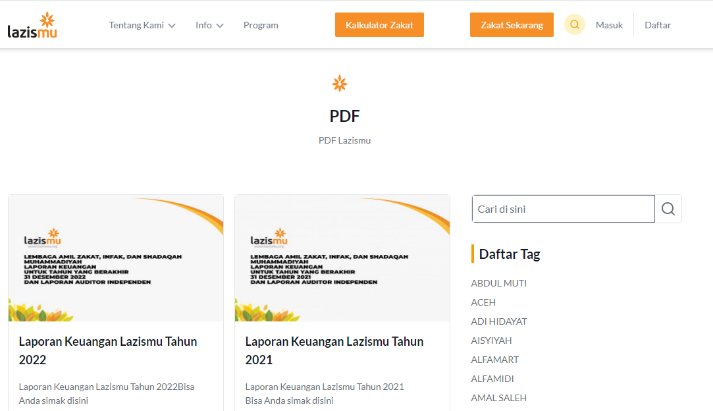 lazismu
Tentang Kami
Info
Program
Kalkulator Zakat
Zakat Sekarang
Masuk
Daftar
PDF
PDF Lazismu
lazismu
LEMBAGA AMIL ZAKAT, INFAK, DAN SHADAQAH
MUHAMMADIYAH
LAPORAN KEUANGAN
UNTUK TAHUN YANG BERAKHIR
31 DESEMBER 2022
DAN LAPORAN AUDITOR INDEPENDEN
Laporan Keuangan Lazismu Tahun
2022
Laporan Keuangan Lazismu Tahun 2022Bisa
Anda simak disini
lazismu
LEMBAGA AMIL ZAKAT, INFAK, DAN SHADAQAH
MUHAMMADIYAH
LAPORAN KEUANGAN
UNTUK TAHUN YANG BERAKHIR
31 DESEMBER 2021
DAN LAPORAN AUDITOR INDEPENDEN
Laporan Keuangan Lazismu Tahun
2021
Laporan Keuangan Lazismu Tahun 2021
Bisa Anda simak disini
Cari di sini
Daftar Tag
ABDUL MUTI
ACEH
ADI HIDAYAT
AISYIYAH
ALFAMART
ALFAMIDI
AMAL SALEH